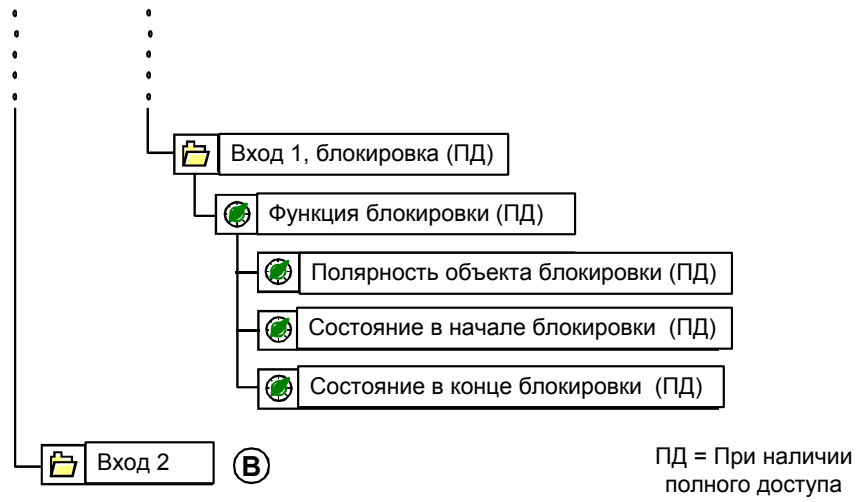 Вход 1, блокировка (ПД)
Функция блокировки (ПД)
Полярность объекта блокировки (ПД)
Состояние в начале блокировки (ПД)
Состояние в конце блокировки (ПД)
Вход 2
B
ПД = При наличии
полного доступа